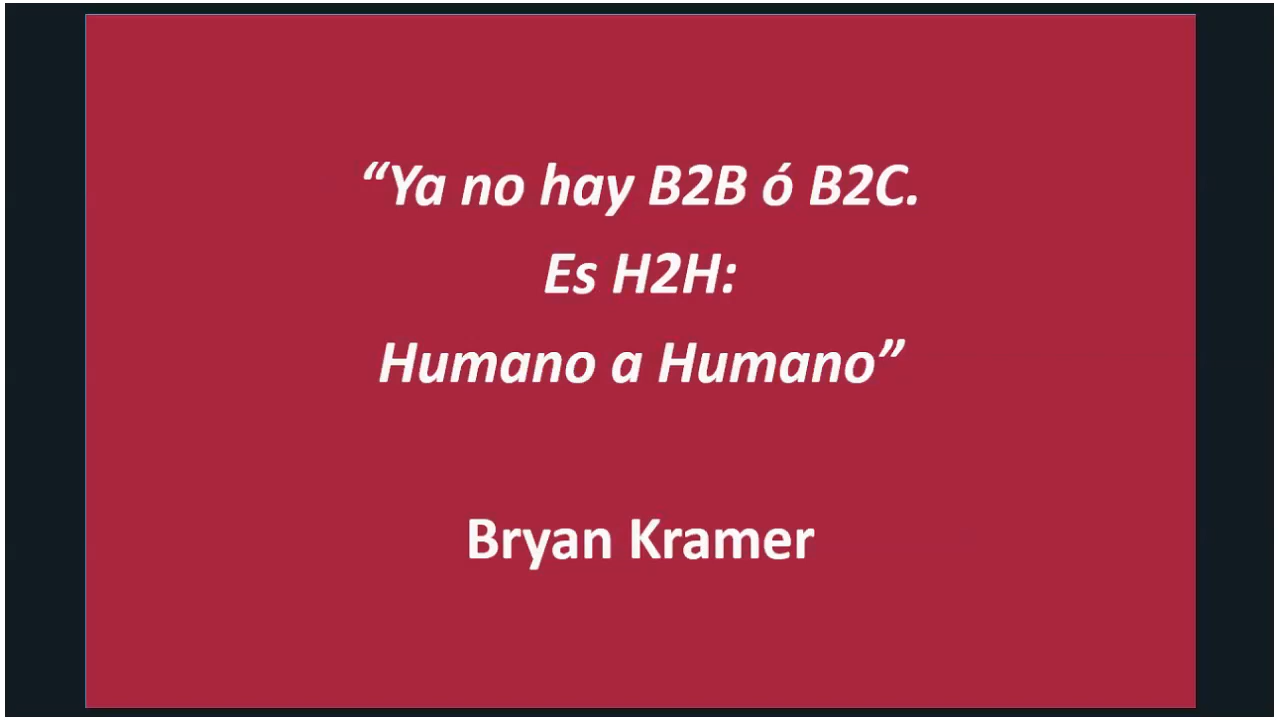 “Ya no hay B2B ó B2C.
Es H2H:
Humano a Humano”
Bryan Kramer